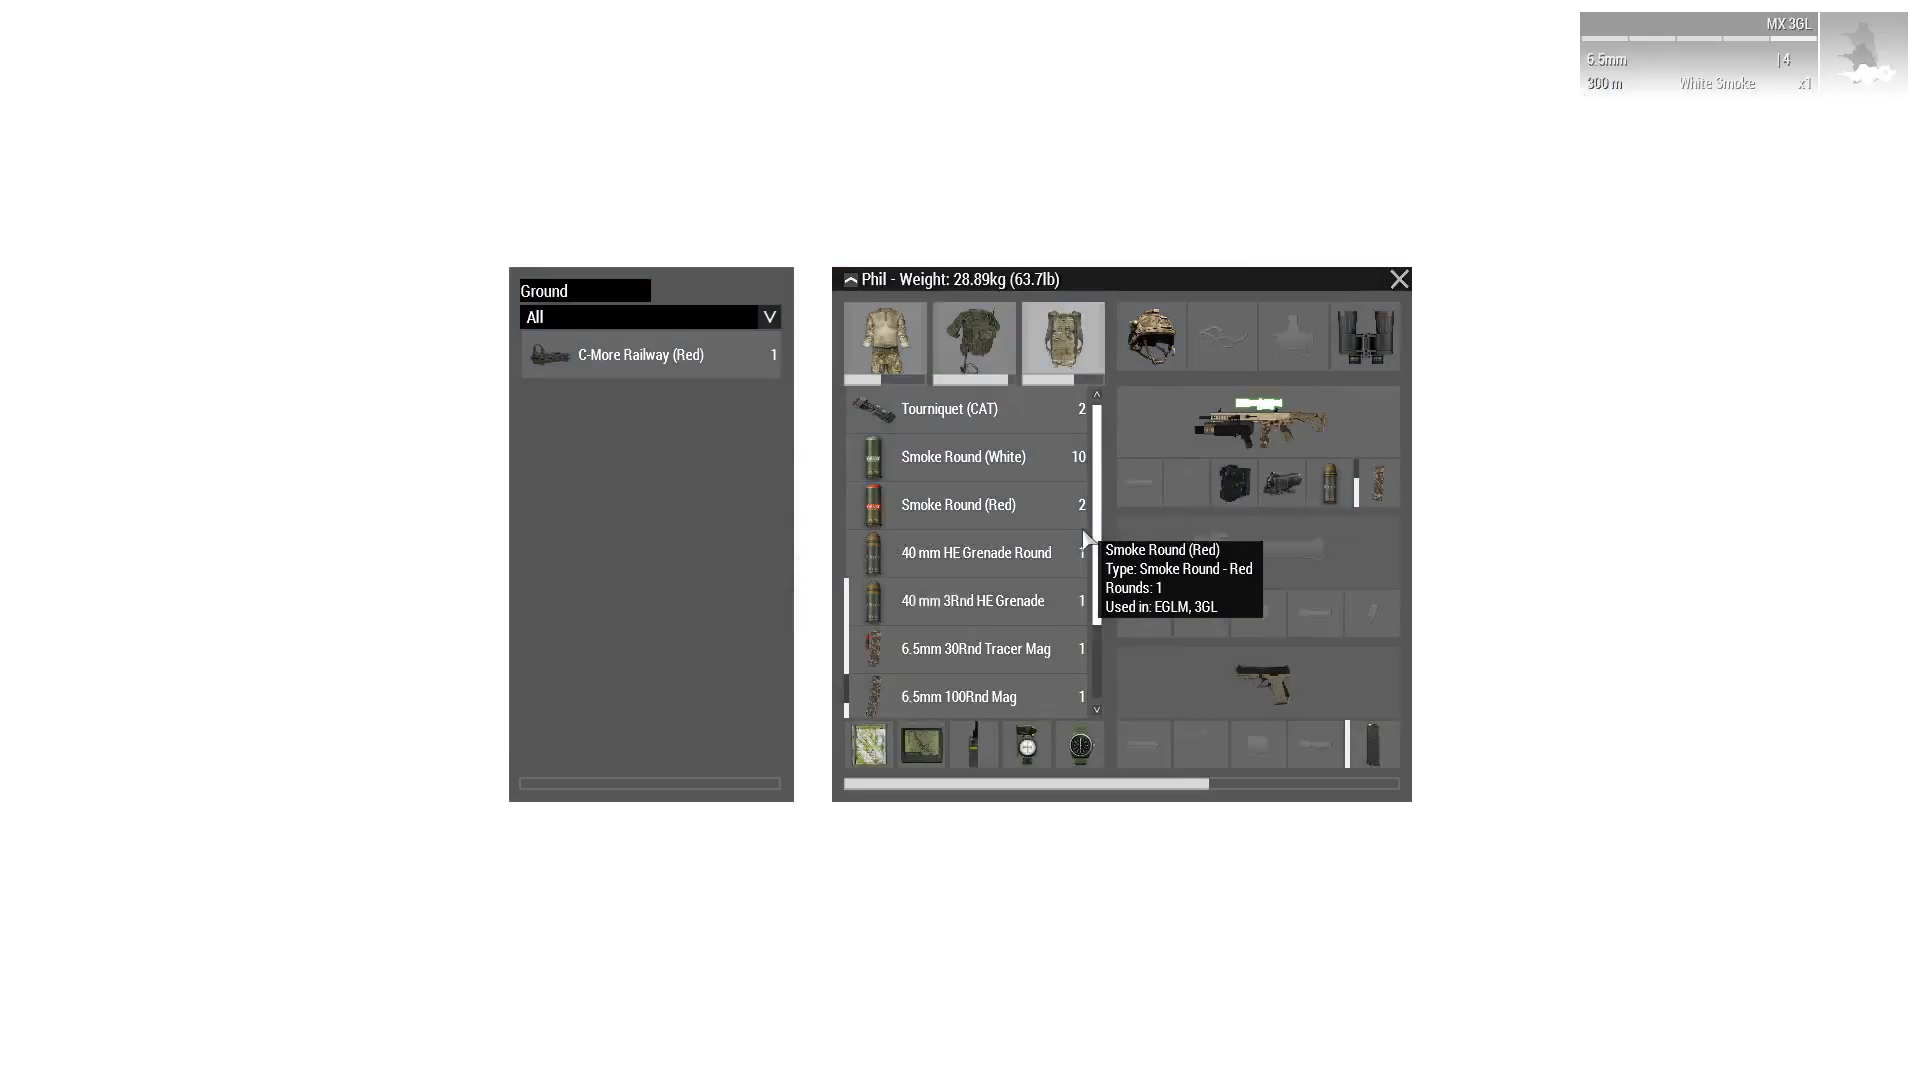 MX 3GL
6.5mm | 4
300 m White Smoke x1
Ground
All
C-More Railway (Red) 1
Phil - Weight: 28.89kg (63.7lb)
Tourniquet (CAT) 2
Smoke Round (White) 10
Smoke Round (Red) 2
40 mm HE Grenade Round 1
40 mm 3Rnd HE Grenade 1
6.5mm 30Rnd Tracer Mag 1
6.5mm 100Rnd Mag 1
Smoke Round (Red)
Type: Smoke Round - Red
Rounds: 1
Used in: EGLM, 3GL